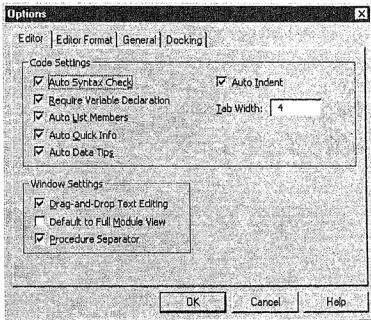 Options
Editor Editor Format General Docking
Code Settings
Auto Syntax Check
Auto Indent
Require Variable Declaration
Tab Width: 4
Auto List Members
Auto Quick Info
Auto Data Tips
Window Settings
Drag-and-Drop Text Editing
Default to Full Module View
Procedure Separator
OK Cancel Help